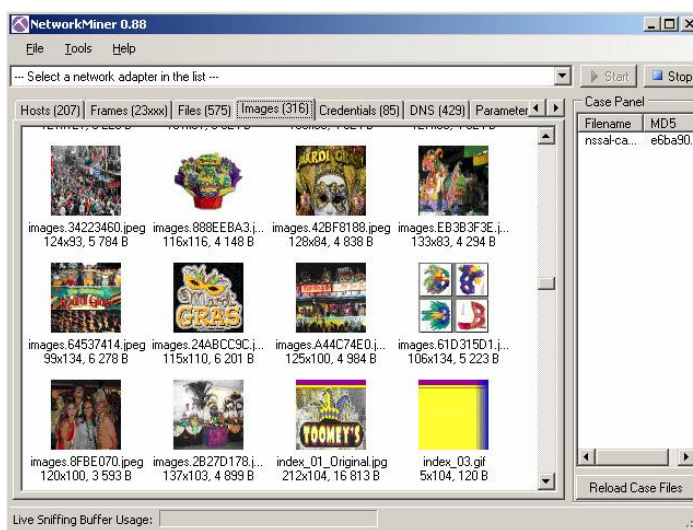 NetworkMiner 0.88
File Tools Help
--- Select a network adapter in the list ---
Start
Stop
Hosts (207) Frames (23xxx) Files (575) Images (316) Credentials (85) DNS (429) Parameter
Case Panel
Filename MD5
nssal-ca... e6ba90.
images.34223460.jpeg images.888EEBA3.j... images.42BF8188.jpeg images.EB3B3F3E.j...
124x93, 5 784 B 116x116, 4 148 B 128x84, 4 838 B 133x83, 4 294 B
MARDI GRAS
Mardi GRAS
images.64537414.jpeg images.24ABCC9C.j... images.A44C74E0.j... images.61D315D1.j...
99x134, 6 278 B 115x110, 6 201 B 125x100, 4 984 B 106x134, 5 223 B
TOOMEY'S
images.8FBE070.jpeg images.2B27D178.j... index_01_Original.jpg index_03.gif
120x100, 3 593 B 137x103, 4 899 B 212x104, 16 813 B 5x104, 120 B
Reload Case Files
Live Sniffing Buffer Usage: